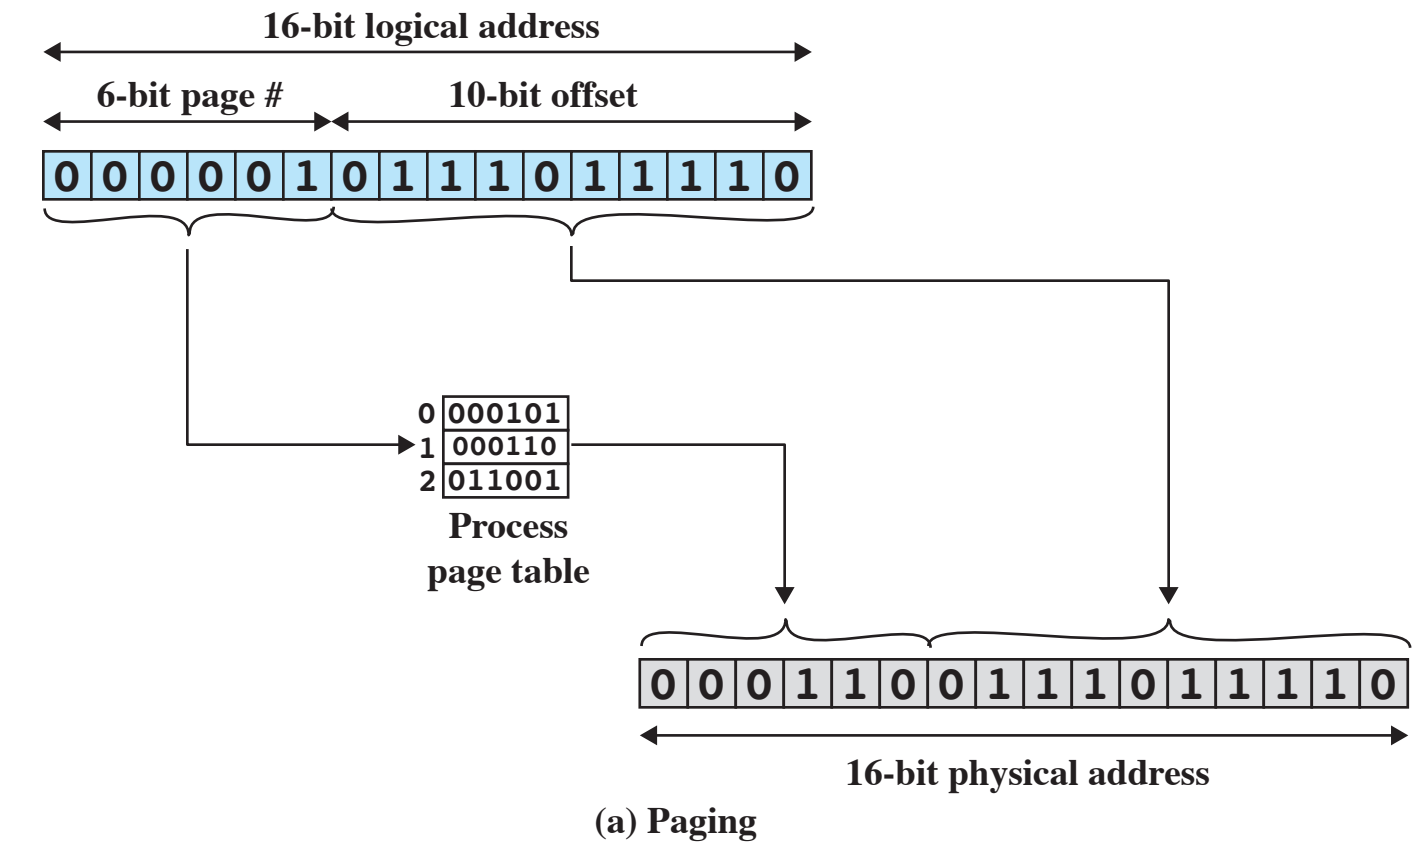 16-bit logical address
6-bit page # 10-bit offset
0 0 0 0 0 1 0 1 1 1 0 1 1 1 1 0
0 000101
1 000110
2 011001
Process
page table
0 0 0 1 1 0 0 1 1 1 0 1 1 1 1 0
16-bit physical address
(a) Paging